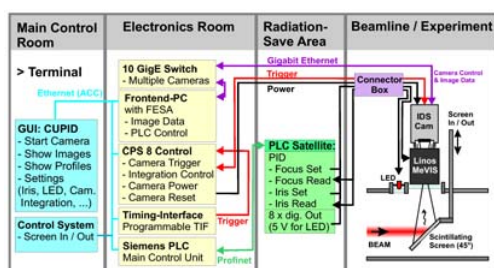 Main Control
Room
> Terminal
Ethernet (ACC)
GUI: CUPID
- Start Camera
- Show Images
- Show Profiles
- Settings
(Iris, LED, Cam.
Integration, ...)
Control System
- Screen In / Out
Electronics Room
10 GigE Switch
- Multiple Cameras
Frontend-PC
with FESA
- Image Data
- PLC Control
CPS 8 Control
- Camera Trigger
- Integration Control
- Camera Power
- Camera Reset
Timing-Interface
Programmable TIF
Siemens PLC
Main Control Unit
Radiation-
Save Area
Gigabit Ethernet
Trigger
Power
Trigger
Profinet
PLC Satellite:
PID
- Focus Set
- Focus Read
- Iris Set
- Iris Read
8 x dig. Out
(5 V for LED)
Beamline / Experiment
Connector
Box
Camera Control
& Image Data
Screen
In / Out
IDS
Cam
Linos
MeVIS
LED
BEAM
Scintillating
Screen (45°)